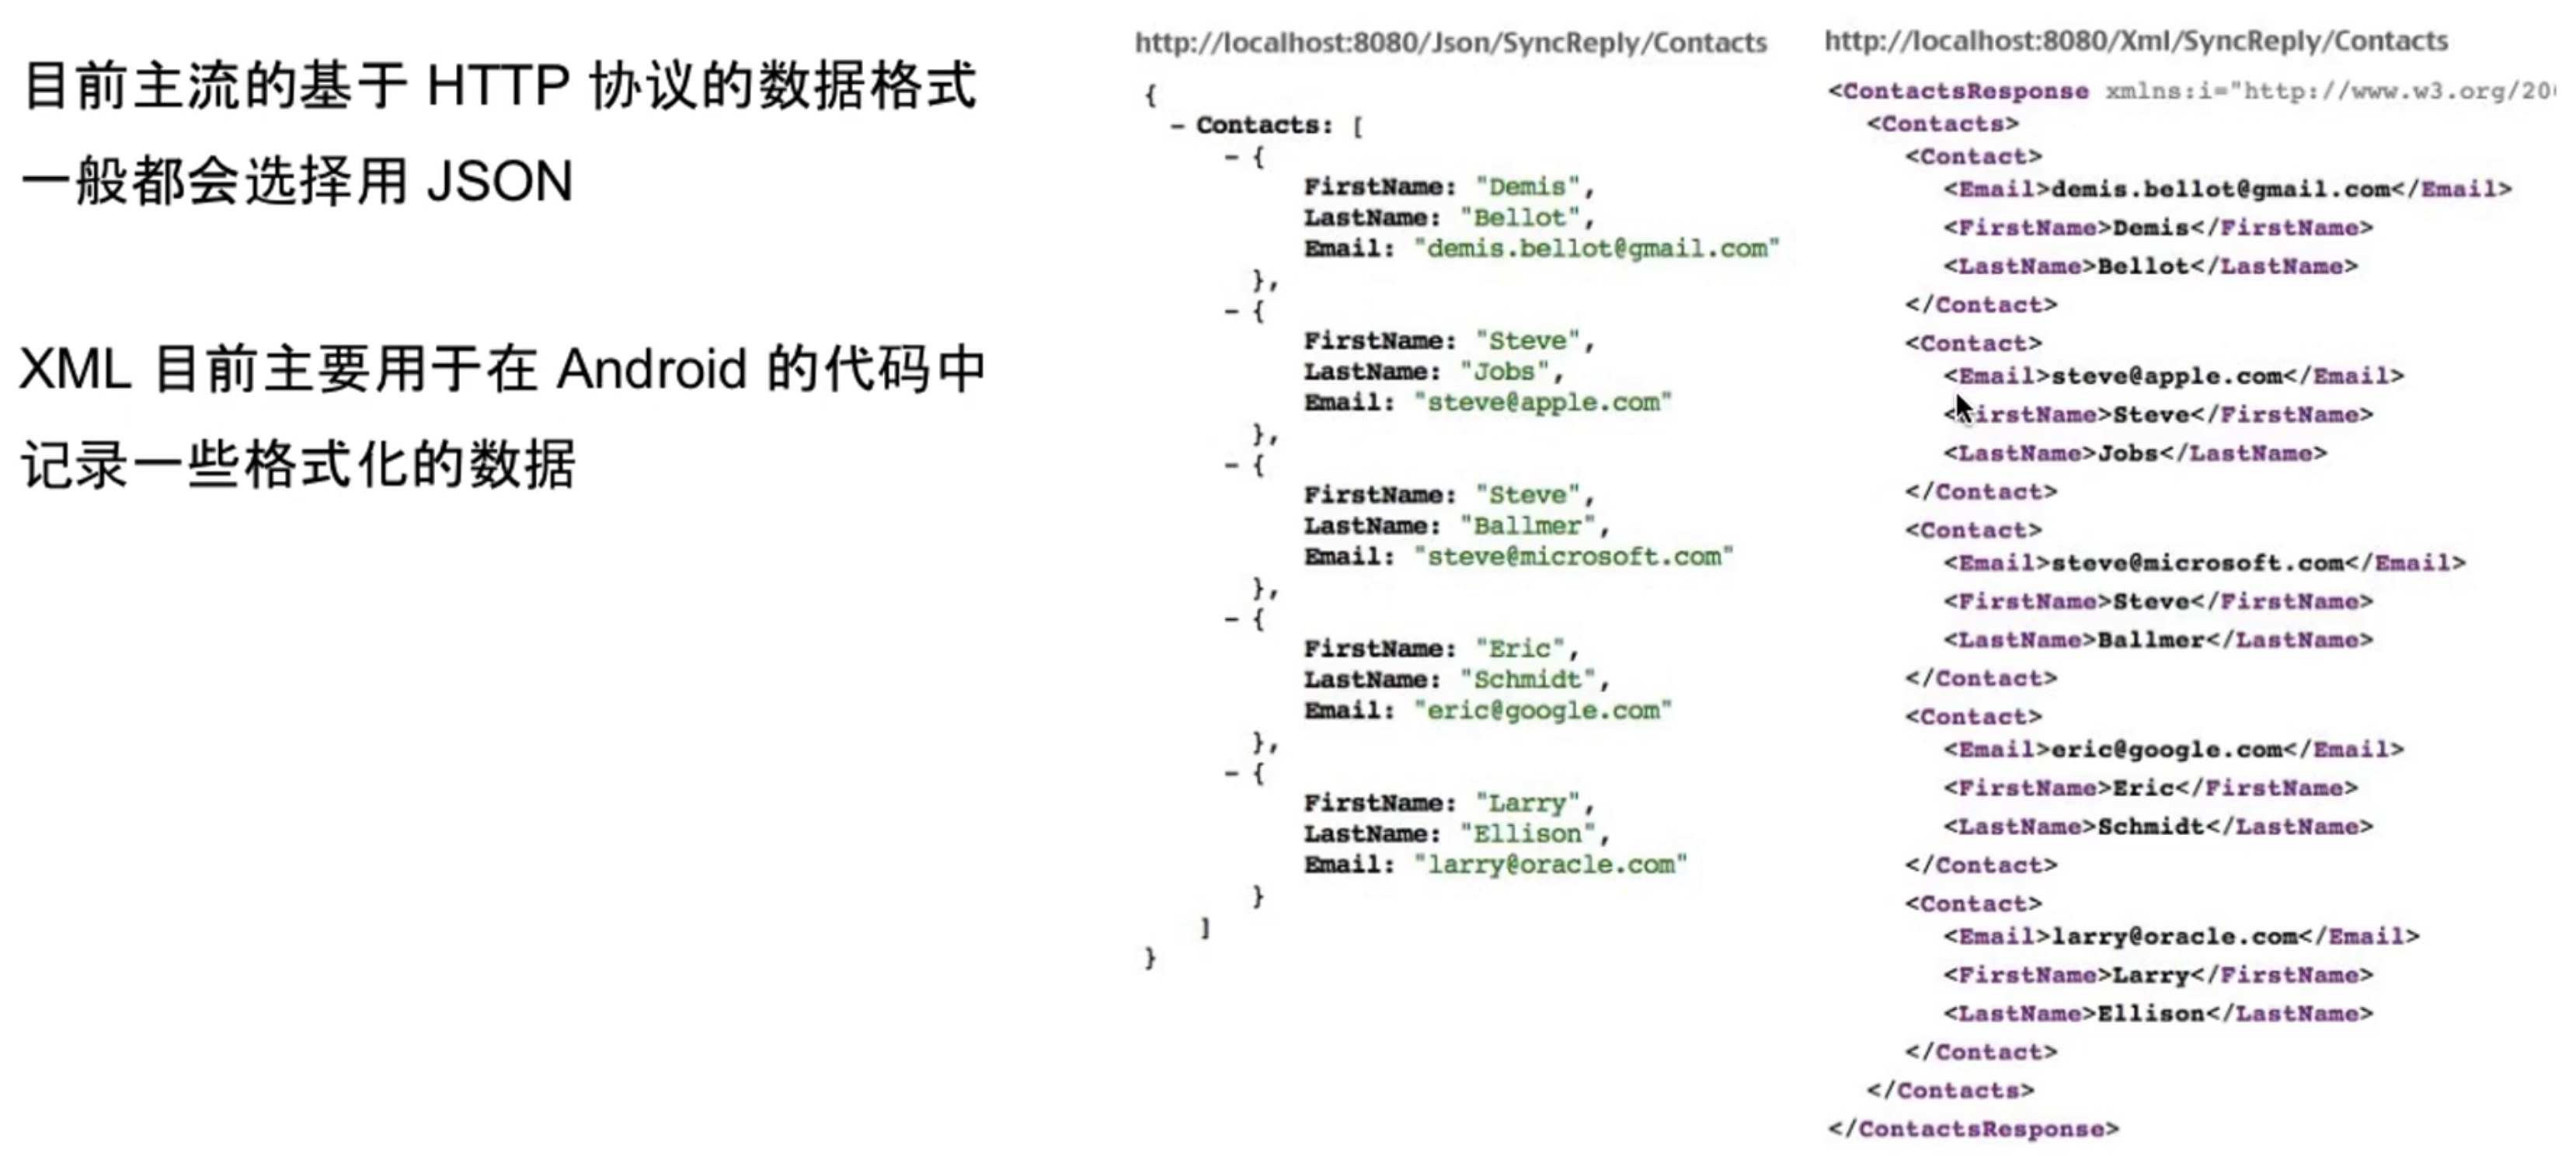 目前主流的基于 HTTP 协议的数据格式
一般都会选择用 JSON
XML 目前主要用于在 Android 的代码中
记录一些格式化的数据
http://localhost:8080/Json/SyncReply/Contacts
{
- Contacts: [
- {
FirstName: "Demis",
LastName: "Bellot",
Email: "demis.bellot@gmail.com"
},
- {
FirstName: "Steve",
LastName: "Jobs",
Email: "steve@apple.com"
},
- {
FirstName: "Steve",
LastName: "Ballmer",
Email: "steve@microsoft.com"
},
- {
FirstName: "Eric",
LastName: "Schmidt",
Email: "eric@google.com"
},
- {
FirstName: "Larry",
LastName: "Ellison",
Email: "larry@oracle.com"
}
]
}
http://localhost:8080/Xml/SyncReply/Contacts
<ContactsResponse xmlns:i="http://www.w3.org/20
<Contacts>
<Contact>
<Email>demis.bellot@gmail.com</Email>
<FirstName>Demis</FirstName>
<LastName>Bellot</LastName>
</Contact>
<Contact>
<Email>steve@apple.com</Email>
<FirstName>Steve</FirstName>
<LastName>Jobs</LastName>
</Contact>
<Contact>
<Email>steve@microsoft.com</Email>
<FirstName>Steve</FirstName>
<LastName>Ballmer</LastName>
</Contact>
<Contact>
<Email>eric@google.com</Email>
<FirstName>Eric</FirstName>
<LastName>Schmidt</LastName>
</Contact>
<Contact>
<Email>larry@oracle.com</Email>
<FirstName>Larry</FirstName>
<LastName>Ellison</LastName>
</Contact>
</Contacts>
</ContactsResponse>